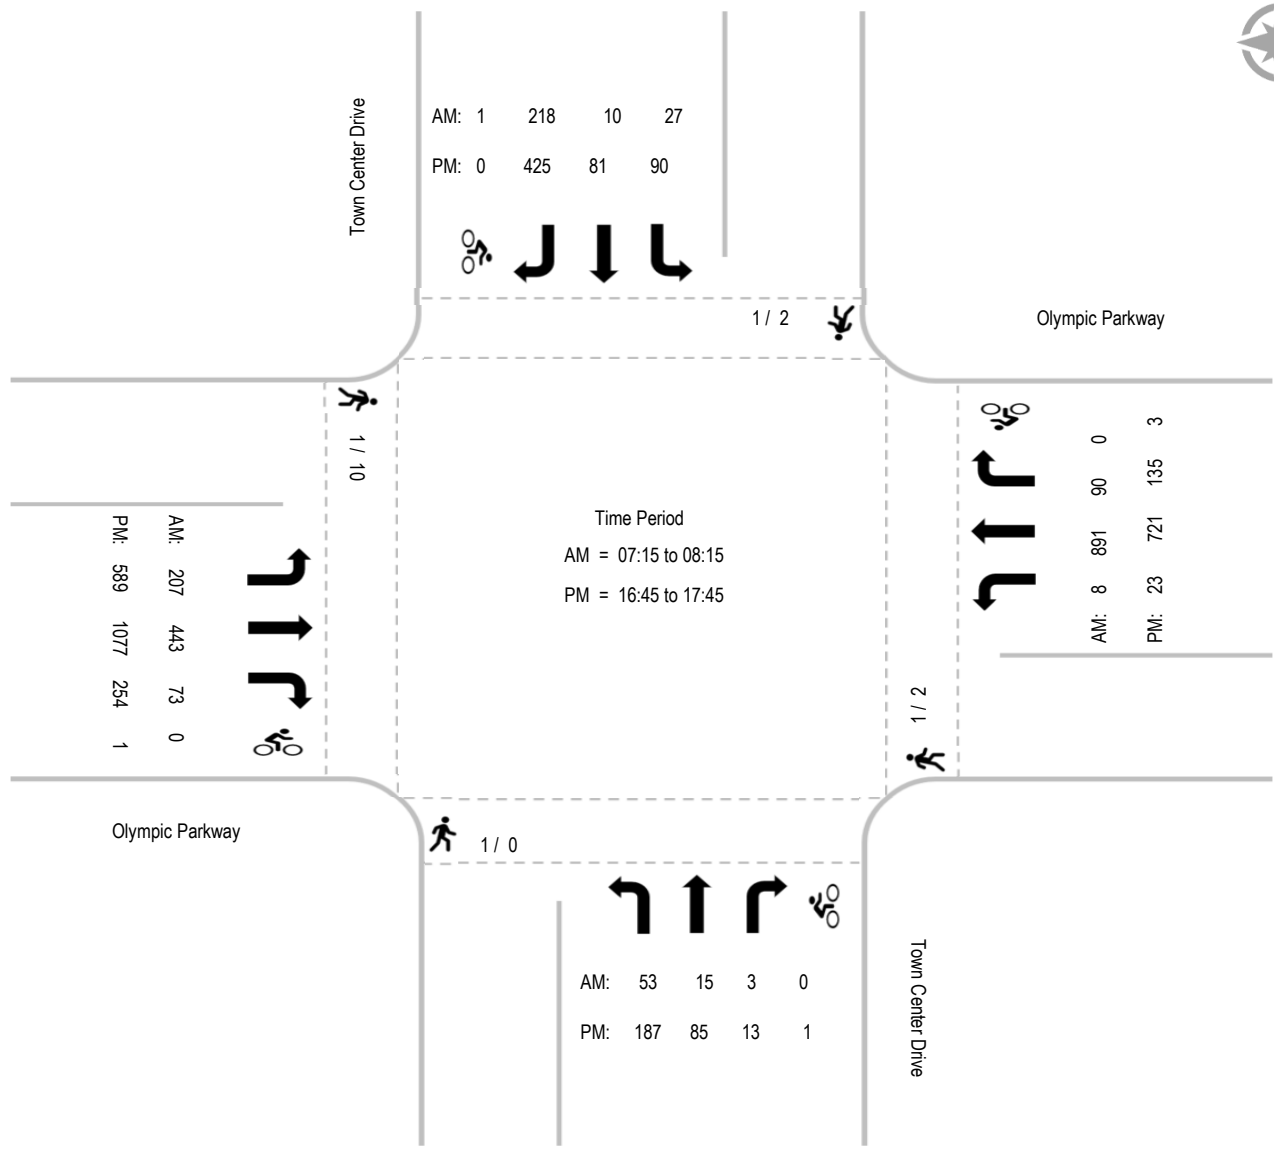 Town Center Drive
AM: 1 218 10 27
PM: 0 425 81 90
1 / 2
Olympic Parkway
1 / 10
AM: 8 891 90 0
PM: 23 721 135 3
Time Period
AM = 07:15 to 08:15
PM = 16:45 to 17:45
AM: 207 443 73 0
PM: 589 1077 254 1
1 / 2
Olympic Parkway
1 / 0
AM: 53 15 3 0
PM: 187 85 13 1
Town Center Drive